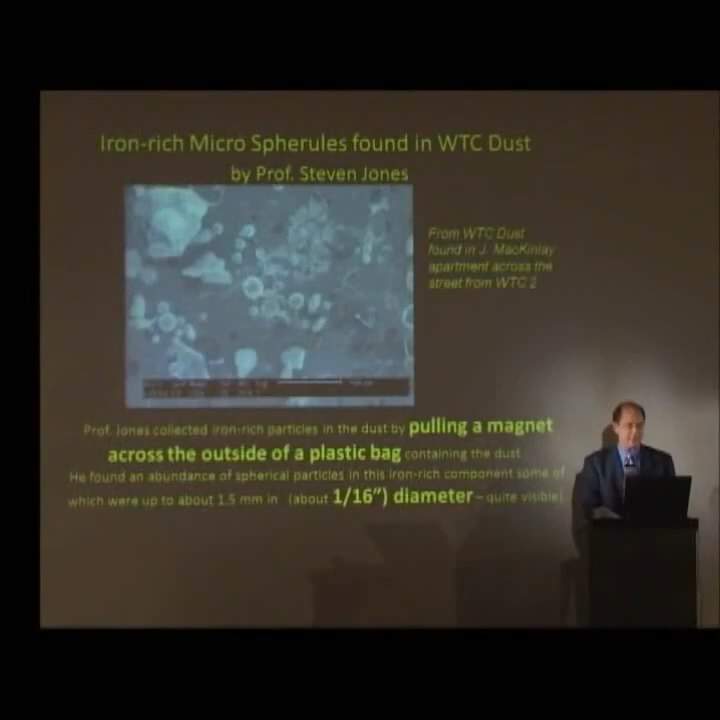 Iron-rich Micro Spherules found in WTC Dust
by Prof. Steven Jones
From WTC Dust
found in J. MacKinlay
apartment across the
street from WTC 2
Prof. Jones collected iron-rich particles in the dust by pulling a magnet
across the outside of a plastic bag containing the dust
He found an abundance of spherical particles in this iron-rich component some of
which were up to about 1.5 mm in (about 1/16”) diameter – quite visible!